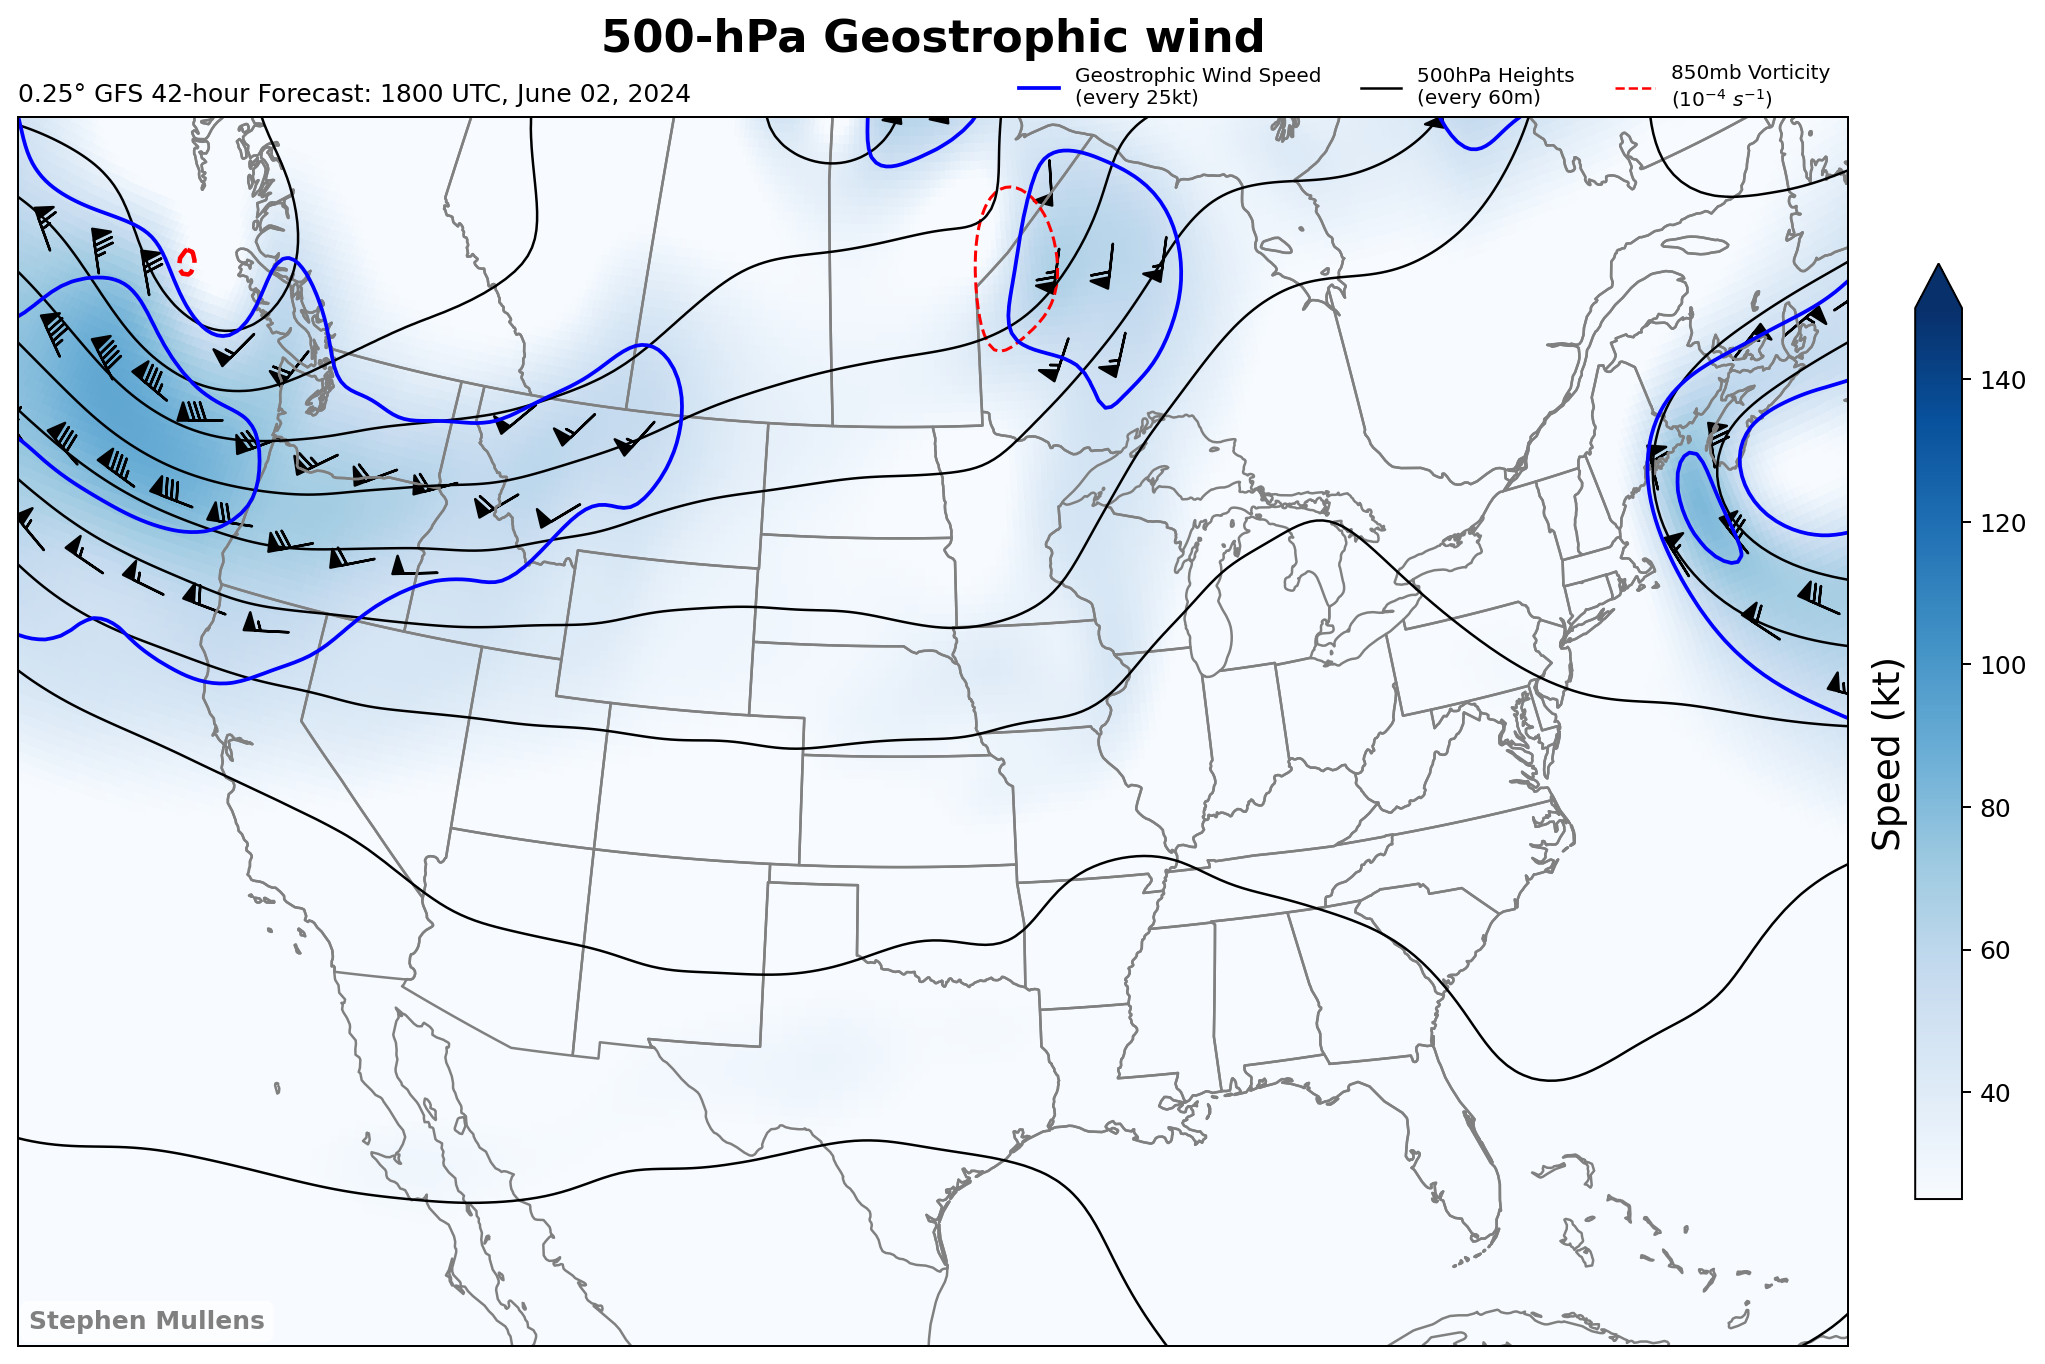 500-hPa Geostrophic wind
0.25° GFS 42-hour Forecast: 1800 UTC, June 02, 2024
Geostrophic Wind Speed
(every 25kt)
500hPa Heights
(every 60m)
850mb Vorticity
(10⁻⁴ s⁻¹)
140
120
100
80
60
40
Speed (kt)
Stephen Mullens